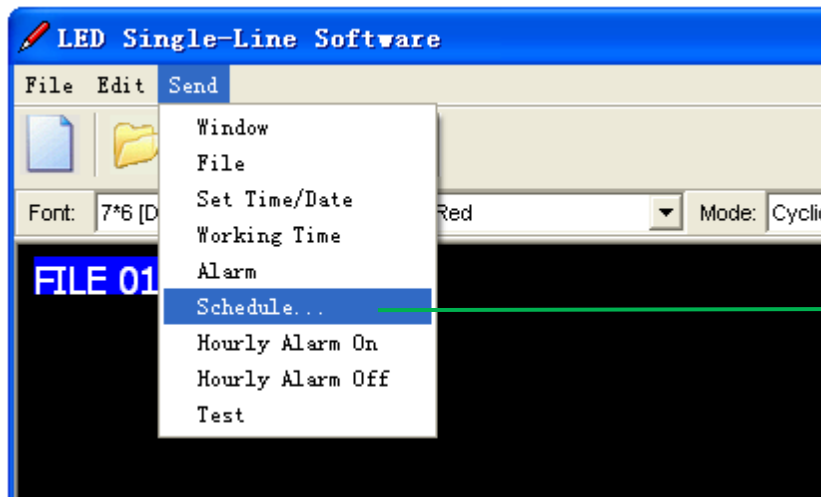 LED Single-Line Software
File Edit Send
Window
File
Set Time/Date
Working Time
Alarm
Schedule...
Hourly Alarm On
Hourly Alarm Off
Test
Font: 7*6 [D Red Mode: Cyclic
FILE 01